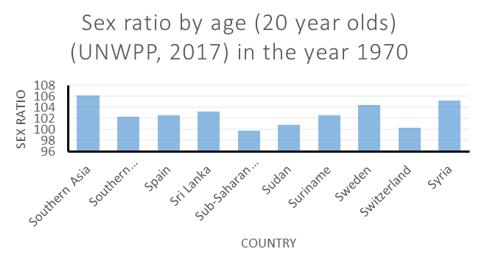 Sex ratio by age (20 year olds)
(UNWPP, 2017) in the year 1970
SEX RATIO
108
106
104
102
100
98
96
Southern Asia
Southern...
Spain
Sri Lanka
Sub-Saharan...
Sudan
Suriname
Sweden
Switzerland
Syria
COUNTRY